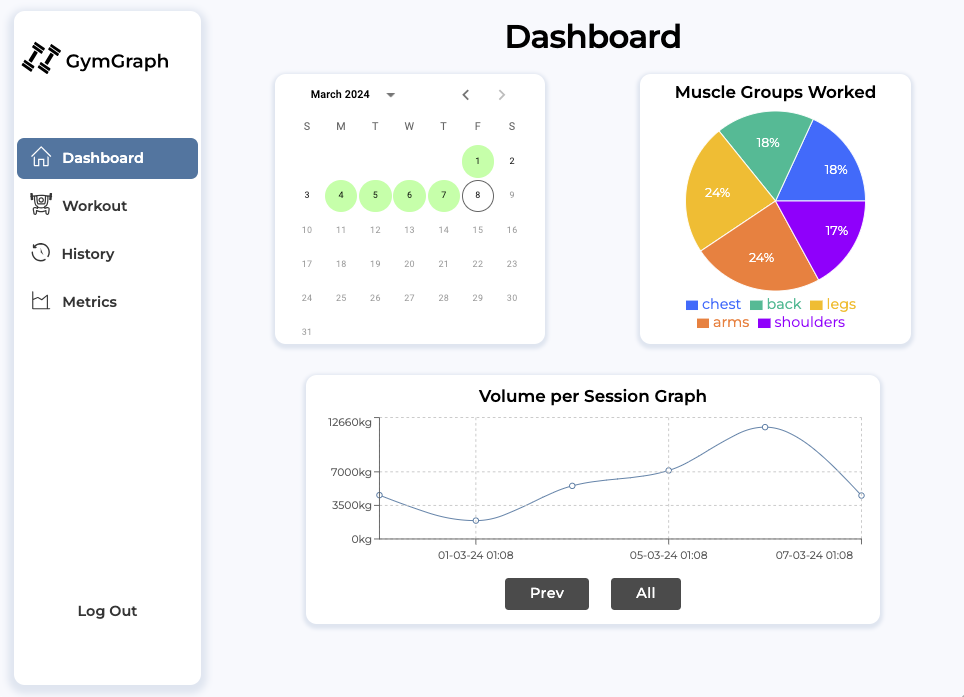 GymGraph
Dashboard
Workout
History
Metrics
Log Out
Dashboard
March 2024
S M T W T F S
1 2
3 4 5 6 7 8 9
10 11 12 13 14 15 16
17 18 19 20 21 22 23
24 25 26 27 28 29 30
31
Muscle Groups Worked
18%
18%
24%
17%
24%
chest back legs
arms shoulders
Volume per Session Graph
12660kg
7000kg
3500kg
0kg
01-03-24 01:08 05-03-24 01:08 07-03-24 01:08
Prev All